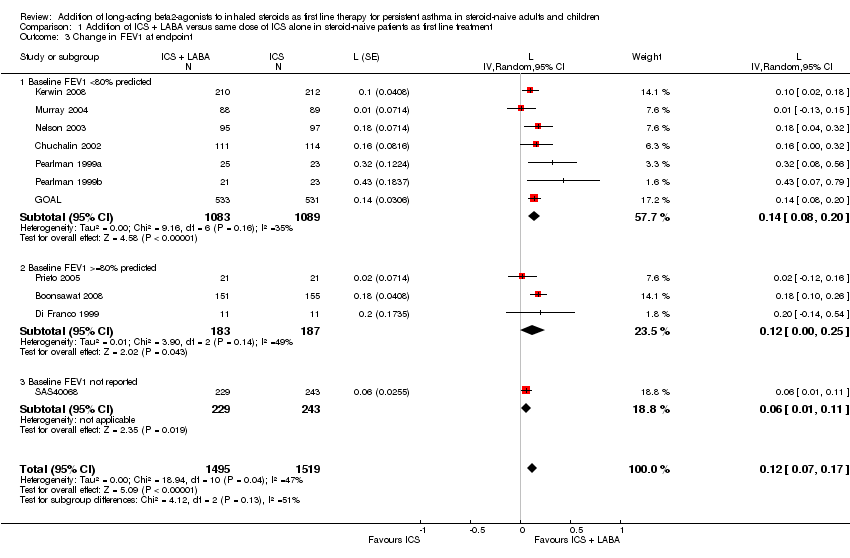 Review: Addition of long-acting beta2-agonists to inhaled steroids as first line therapy for persistent asthma in steroid-naive adults and children
Comparison: 1 Addition of ICS + LABA versus same dose of ICS alone in steroid-naive patients as first line treatment
Outcome: 3 Change in FEV1 at endpoint
Study or subgroup ICS + LABA ICS L (SE) L Weight L
N N IV,Random,95% CI IV,Random,95% CI
1 Baseline FEV1 <80% predicted
Kerwin 2008 210 212 0.1 (0.0408) 14.1 % 0.10 [ 0.02, 0.18 ]
Murray 2004 88 89 0.01 (0.0714) 7.6 % 0.01 [ -0.13, 0.15 ]
Nelson 2003 95 97 0.18 (0.0714) 7.6 % 0.18 [ 0.04, 0.32 ]
Chuchalin 2002 111 114 0.16 (0.0816) 6.3 % 0.16 [ 0.00, 0.32 ]
Pearlman 1999a 25 23 0.32 (0.1224) 3.3 % 0.32 [ 0.08, 0.56 ]
Pearlman 1999b 21 23 0.43 (0.1837) 1.6 % 0.43 [ 0.07, 0.79 ]
GOAL 533 531 0.14 (0.0306) 17.2 % 0.14 [ 0.08, 0.20 ]
Subtotal (95% CI) 1083 1089 57.7 % 0.14 [ 0.08, 0.20 ]
Heterogeneity: Tau² = 0.00; Chi² = 9.16, df = 6 (P = 0.16); I² =35%
Test for overall effect: Z = 4.58 (P < 0.00001)
2 Baseline FEV1 >=80% predicted
Prieto 2005 21 21 0.02 (0.0714) 7.6 % 0.02 [ -0.12, 0.16 ]
Boonsawat 2008 151 155 0.18 (0.0408) 14.1 % 0.18 [ 0.10, 0.26 ]
Di Franco 1999 11 11 0.2 (0.1735) 1.8 % 0.20 [ -0.14, 0.54 ]
Subtotal (95% CI) 183 187 23.5 % 0.12 [ 0.00, 0.25 ]
Heterogeneity: Tau² = 0.01; Chi² = 3.90, df = 2 (P = 0.14); I² =49%
Test for overall effect: Z = 2.02 (P = 0.043)
3 Baseline FEV1 not reported
SAS40068 229 243 0.06 (0.0255) 18.8 % 0.06 [ 0.01, 0.11 ]
Subtotal (95% CI) 229 243 18.8 % 0.06 [ 0.01, 0.11 ]
Heterogeneity: not applicable
Test for overall effect: Z = 2.35 (P = 0.019)
Total (95% CI) 1495 1519 100.0 % 0.12 [ 0.07, 0.17 ]
Heterogeneity: Tau² = 0.00; Chi² = 18.94, df = 10 (P = 0.04); I² =47%
Test for overall effect: Z = 5.09 (P < 0.00001)
Test for subgroup differences: Chi² = 4.12, df = 2 (P = 0.13), I² =51%
-1 -0.5 0 0.5 1
Favours ICS Favours ICS + LABA